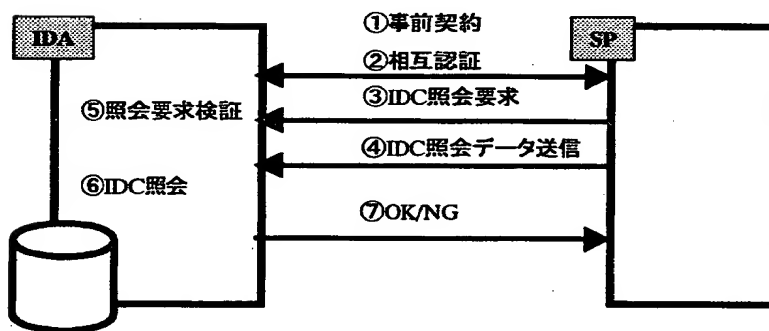 ①事前契約
IDA
SP
②相互認証
③IDC照会要求
⑤照会要求検証
④IDC照会データ送信
⑥IDC照会
⑦OK/NG